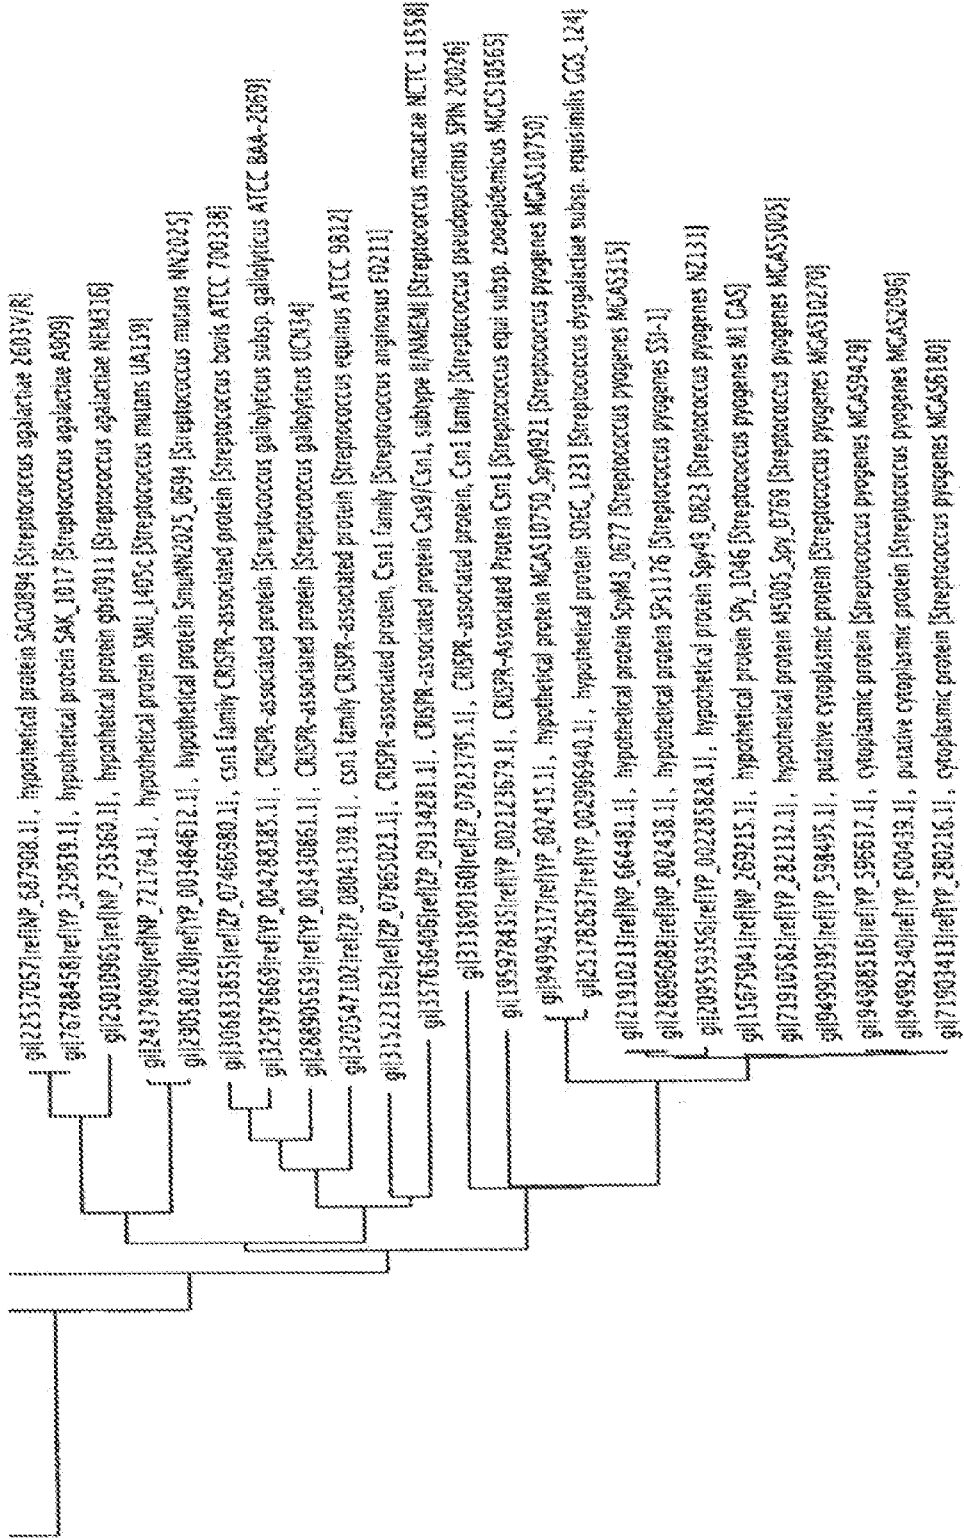 gi|22537057|ref|NP_687908.1|, hypothetical protein SAG0894 [Streptococcus agalactiae 2603V/R]
gi|76788458|ref|YP_329839.1|, hypothetical protein SAK_1017 [Streptococcus agalactiae A909]
gi|25010965|ref|NP_735360.1|, hypothetical protein gbs0911 [Streptococcus agalactiae NEM316]
gi|24379809|ref|NP_721764.1|, hypothetical protein SMU_1405c [Streptococcus mutans UA159]
gi|290580220|ref|YP_003484612.1|, hypothetical protein SmuNN2025_0694 [Streptococcus mutans NN2025]
gi|306833855|ref|ZP_07466980.1|, csn1 family CRISPR-associated protein [Streptococcus bovis ATCC 700338]
gi|325978669|ref|YP_004288385.1|, CRISPR-associated protein [Streptococcus gallolyticus subsp. gallolyticus ATCC BAA-2069]
gi|288905639|ref|YP_003430861.1|, CRISPR-associated protein [Streptococcus gallolyticus UCN34]
gi|320547102|ref|ZP_08041398.1|, csn1 family CRISPR-associated protein [Streptococcus equinus ATCC 9812]
gi|315223162|ref|ZP_07865023.1|, CRISPR-associated protein, Csn1 family [Streptococcus anginosus F0211]
gi|357636406|ref|ZP_09134281.1|, CRISPR-associated protein Cas9/Csn1, subtype II/NMEMI [Streptococcus macacae NCTC 11558]
gi|313890160|ref|ZP_07823795.1|, CRISPR-associated protein, Csn1 family [Streptococcus pseudoporcinus SPIN 20026]
gi|195978435|ref|YP_002123679.1|, CRISPR-Associated Protein Csn1 [Streptococcus equi subsp. zooepidemicus MGCS10565]
gi|94994317|ref|YP_602415.1|, hypothetical protein MGAS10750_Spy0921 [Streptococcus pyogenes MGAS10750]
gi|251782637|ref|YP_002996940.1|, hypothetical protein SDEG_1231 [Streptococcus dysgalactiae subsp. equisimilis GGS_124]
gi|21910213|ref|NP_664481.1|, hypothetical protein SpyM3_0677 [Streptococcus pyogenes MGAS315]
gi|28896088|ref|NP_802438.1|, hypothetical protein SPs1176 [Streptococcus pyogenes SSI-1]
gi|209559356|ref|YP_002285828.1|, hypothetical protein Spy49_0823 [Streptococcus pyogenes NZ131]
gi|15675041|ref|NP_269215.1|, hypothetical protein SPy_1046 [Streptococcus pyogenes M1 GAS]
gi|71910582|ref|YP_282132.1|, hypothetical protein M5005_Spy_0769 [Streptococcus pyogenes MGAS5005]
gi|94990395|ref|YP_598495.1|, putative cytoplasmic protein [Streptococcus pyogenes MGAS10270]
gi|94988516|ref|YP_596617.1|, cytoplasmic protein [Streptococcus pyogenes MGAS9429]
gi|94992340|ref|YP_600439.1|, putative cytoplasmic protein [Streptococcus pyogenes MGAS2096]
gi|71903413|ref|YP_280216.1|, cytoplasmic protein [Streptococcus pyogenes MGAS6180]